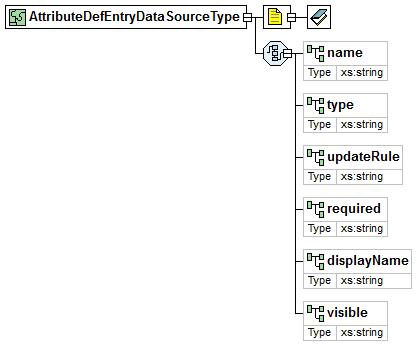 AttributeDefEntryDataSourceType
name
Type xs:string
type
Type xs:string
updateRule
Type xs:string
required
Type xs:string
displayName
Type xs:string
visible
Type xs:string